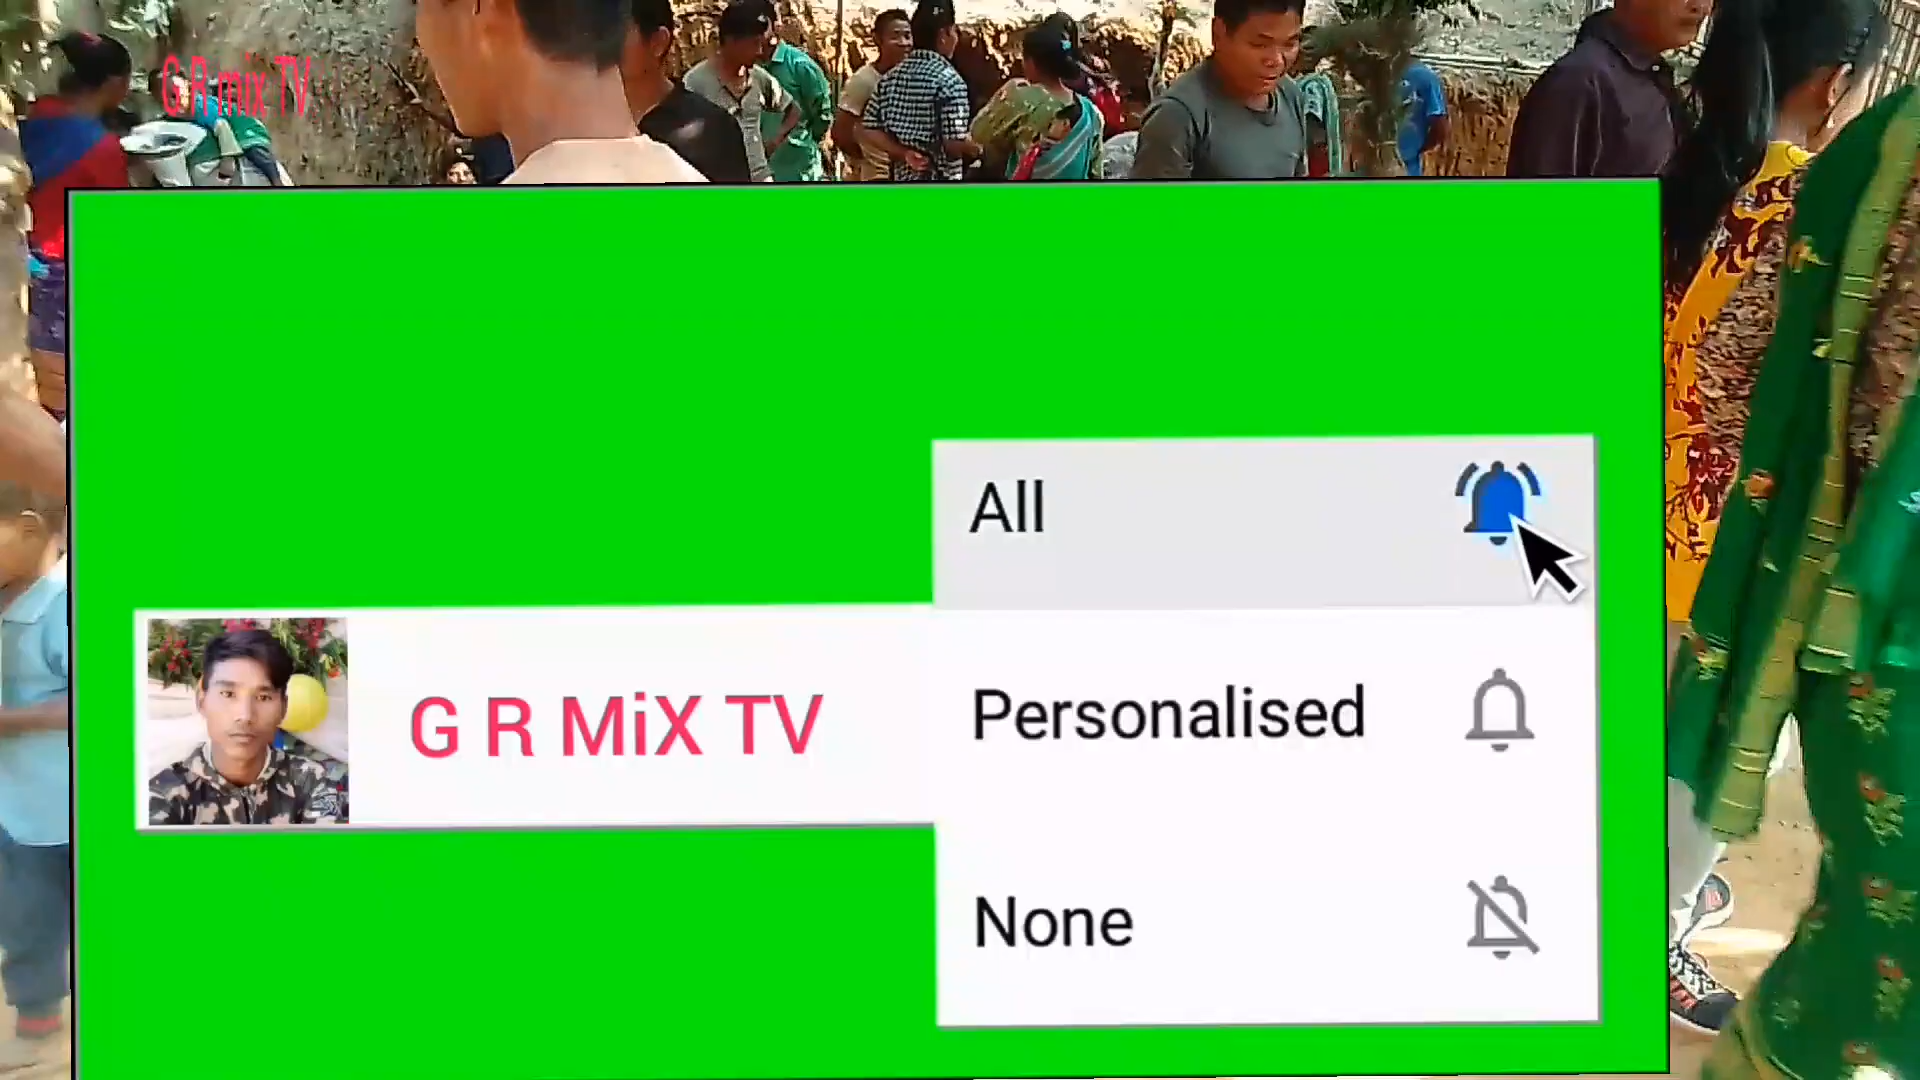 G R mix TV
All
G R MiX TV
Personalised
None